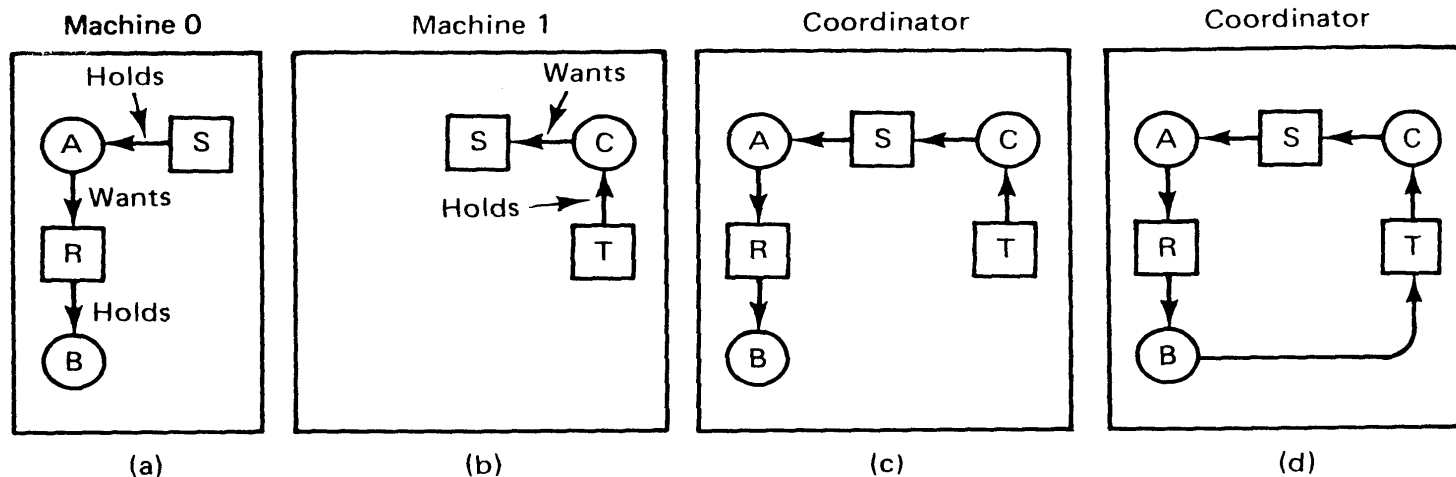 Machine 0
Machine 1
Coordinator
Coordinator
Holds
A
S
Wants
R
Holds
B
Wants
S
C
Holds
T
A
S
C
R
T
B
A
S
C
R
T
B
(a)
(b)
(c)
(d)